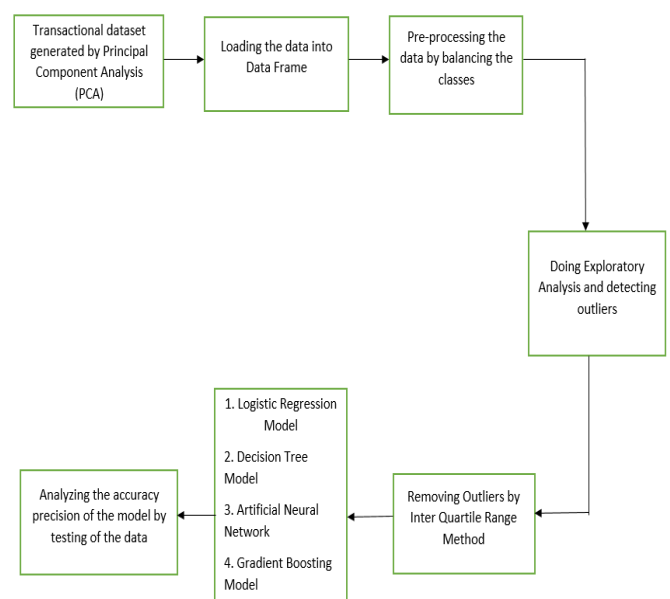 Transactional dataset
generated by Principal
Component Analysis
(PCA)
Loading the data into
Data Frame
Pre-processing the
data by balancing the
classes
Doing Exploratory
Analysis and detecting
outliers
Removing Outliers by
Inter Quartile Range
Method
1. Logistic Regression
Model
2. Decision Tree
Model
3. Artificial Neural
Network
4. Gradient Boosting
Model
Analyzing the accuracy
precision of the model by
testing of the data